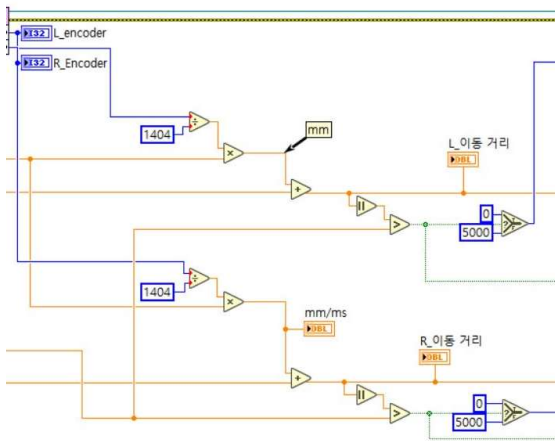 I32 L_encoder
I32 R_Encoder
1404
mm
L_이동 거리
DBL
0
5000
1404
mm/ms
DBL
R_이동 거리
DBL
0
5000